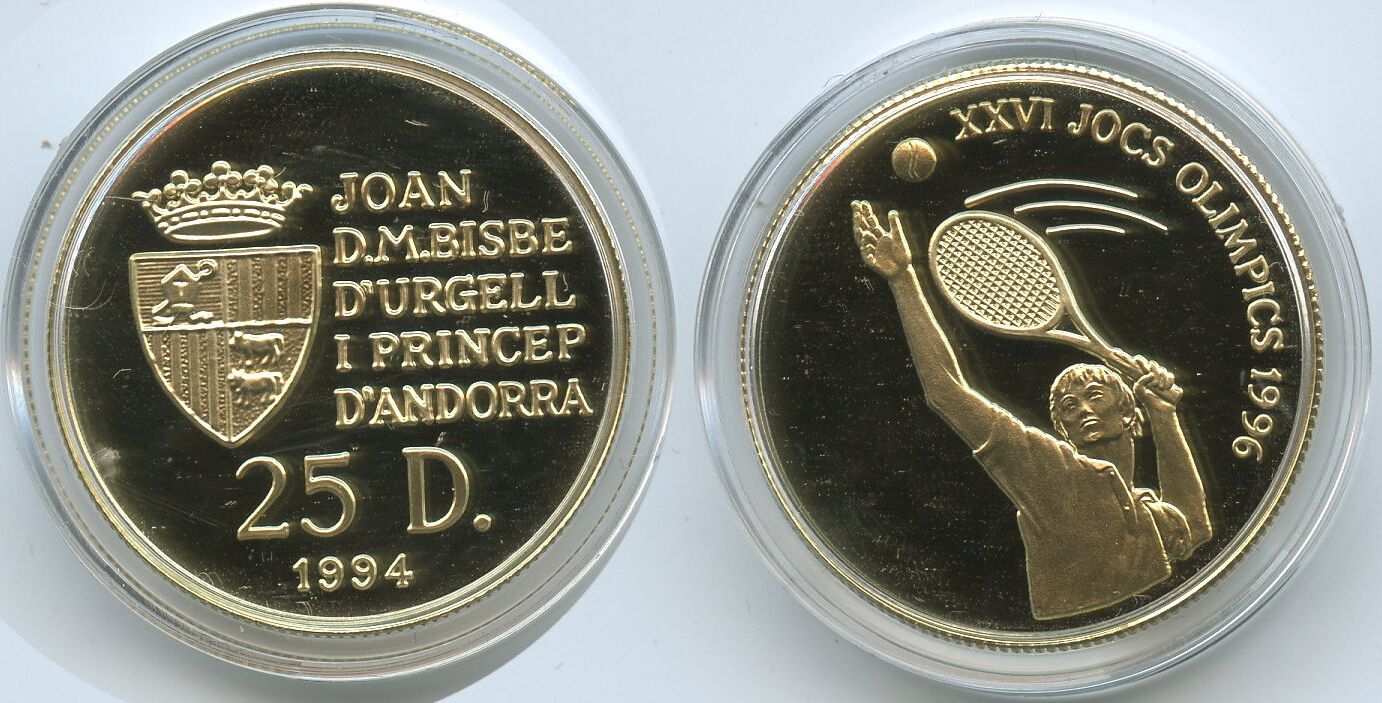 JOAN
D.M.BISBE
D'URGELL
I PRINCEP
D'ANDORRA
25 D.
1994
XXVI JOCS OLIMPICS 1996